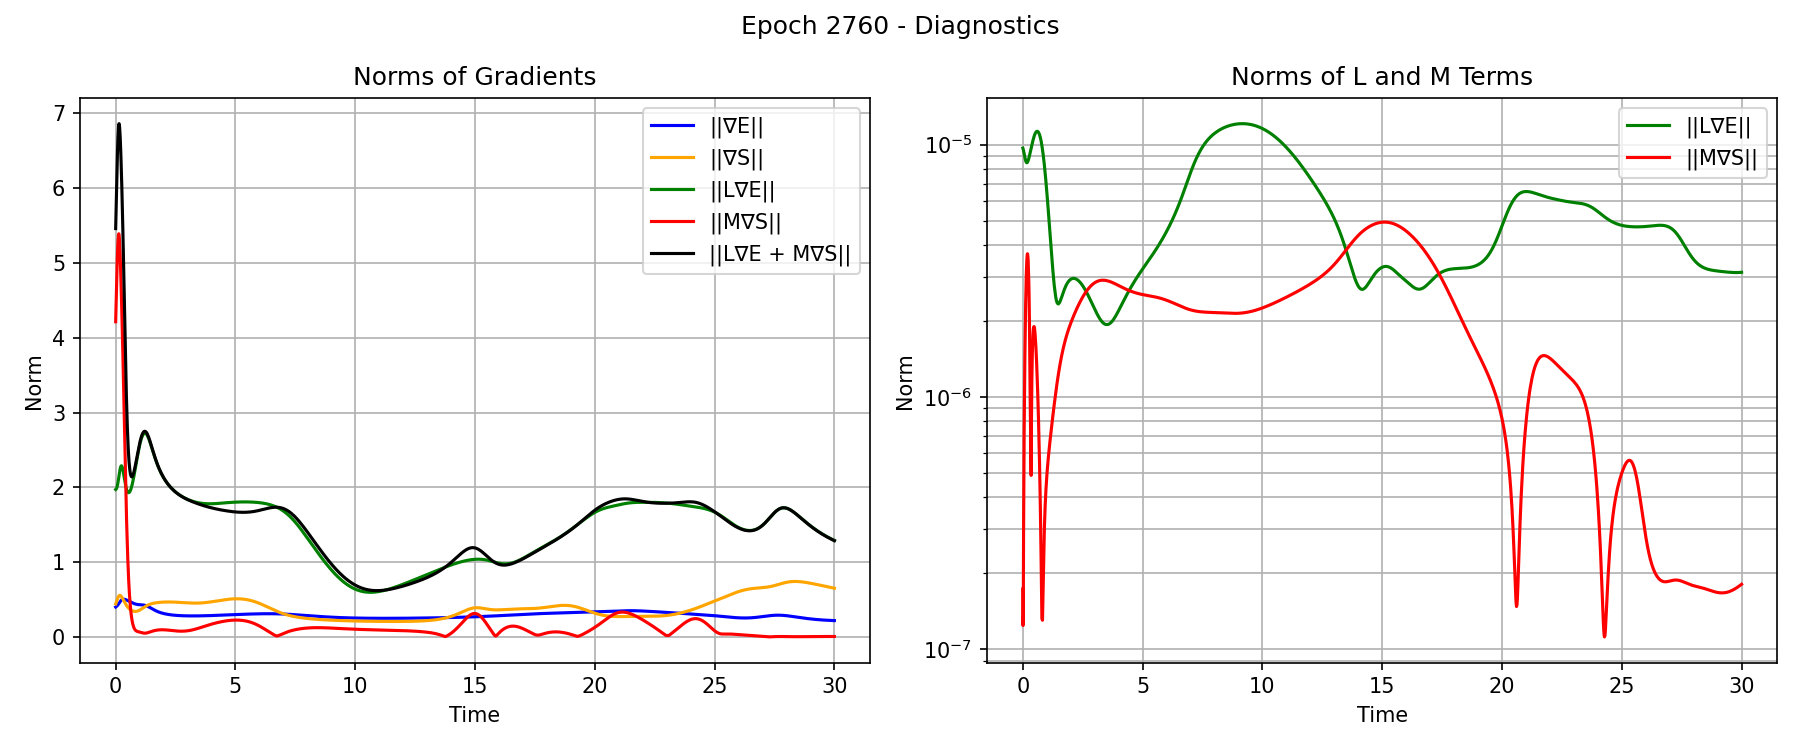 Epoch 2760 - Diagnostics
Norms of Gradients
7
6
5
4
3
2
1
0
Norm
0 5 10 15 20 25 30
Time
||∇E||
||∇S||
||L∇E||
||M∇S||
||L∇E + M∇S||
Norms of L and M Terms
10⁻⁵
10⁻⁶
10⁻⁷
Norm
0 5 10 15 20 25 30
Time
||L∇E||
||M∇S||